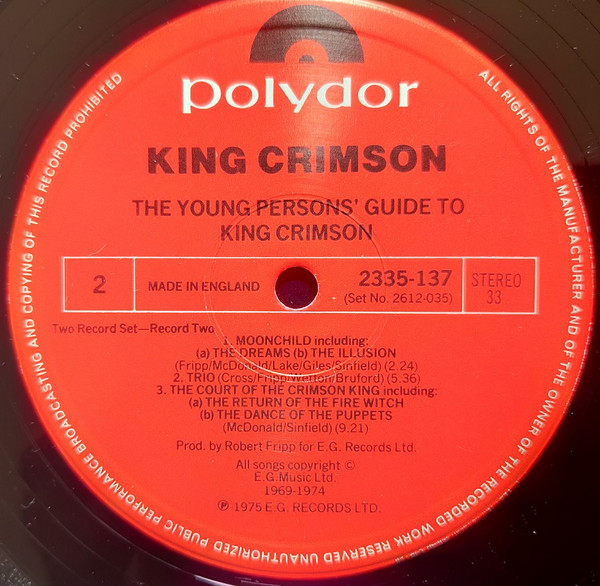 polydor
KING CRIMSON
THE YOUNG PERSONS' GUIDE TO
KING CRIMSON
2
MADE IN ENGLAND
2335-137
(Set No. 2612-035)
STEREO
33
Two Record Set—Record Two
1. MOONCHILD including:
(a) THE DREAMS (b) THE ILLUSION
(Fripp/McDonald/Lake/Giles/Sinfield) (2.24)
2. TRIO (Cross/Fripp/Wetton/Bruford) (5.36)
3. THE COURT OF THE CRIMSON KING including:
(a) THE RETURN OF THE FIRE WITCH
(b) THE DANCE OF THE PUPPETS
(McDonald/Sinfield) (9.21)
Prod. by Robert Fripp for E.G. Records Ltd.
All songs copyright ©
E.G. Music Ltd.
1969-1974
℗ 1975 E.G. RECORDS LTD.
ALL RIGHTS OF THE MANUFACTURER AND OF THE OWNER OF THE RECORDED WORK RESERVED UNAUTHORIZED PUBLIC PERFORMANCE BROADCASTING AND COPYING OF THIS RECORD PROHIBITED